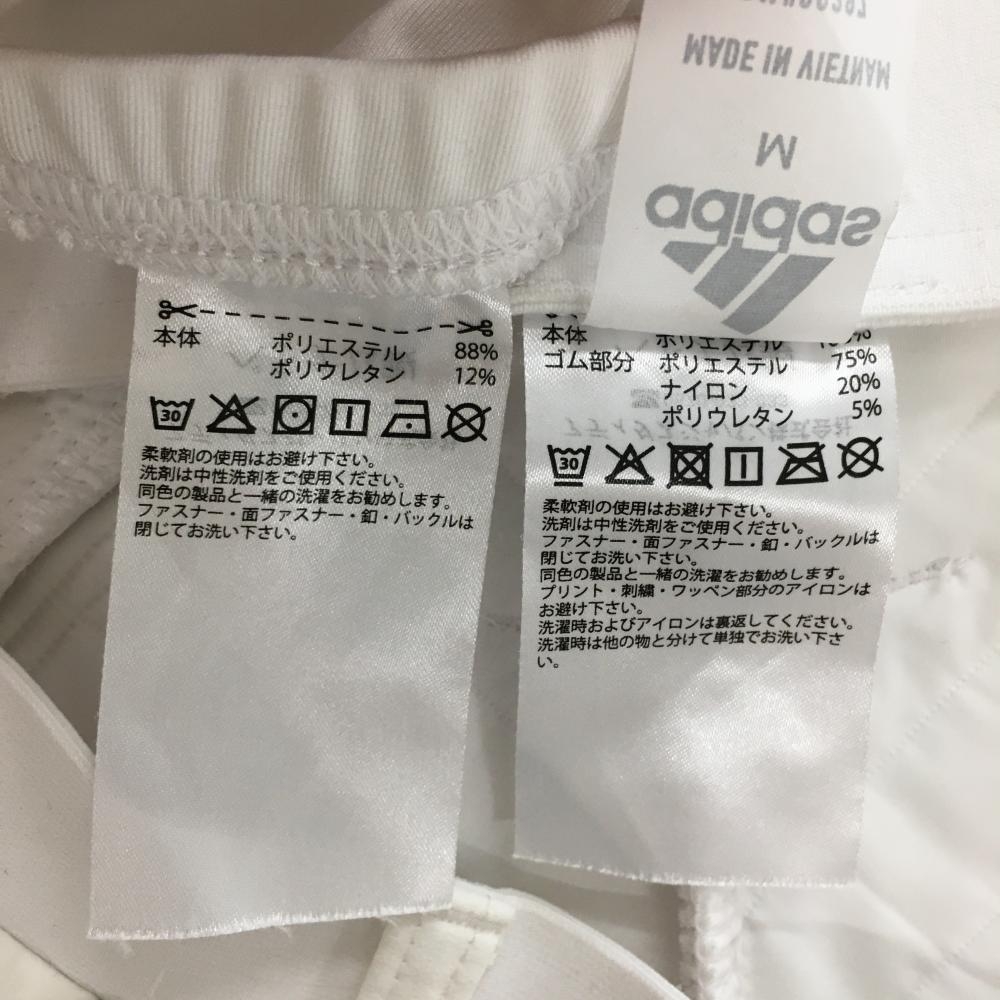 MADE IN VIETNAM
M
adidas
本体 ポリエステル 88%
ポリウレタン 12%
30
柔軟剤の使用はお避け下さい。
洗剤は中性洗剤をご使用ください。
同色の製品と一緒の洗濯をお勧めします。
ファスナー・面ファスナー・釦・バックルは
閉じてお洗い下さい。
本体 ポリエステル
ゴム部分 ポリエステル 75%
ナイロン 20%
ポリウレタン 5%
30
柔軟剤の使用はお避け下さい。
洗剤は中性洗剤をご使用ください。
ファスナー・面ファスナー・釦・バックルは
閉じてお洗い下さい。
同色の製品と一緒の洗濯をお勧めします。
プリント・刺繍・ワッペン部分のアイロンは
お避け下さい。
洗濯時およびアイロンは裏返してください。
洗濯時は他の物と分けて単独でお洗い下さ
い。